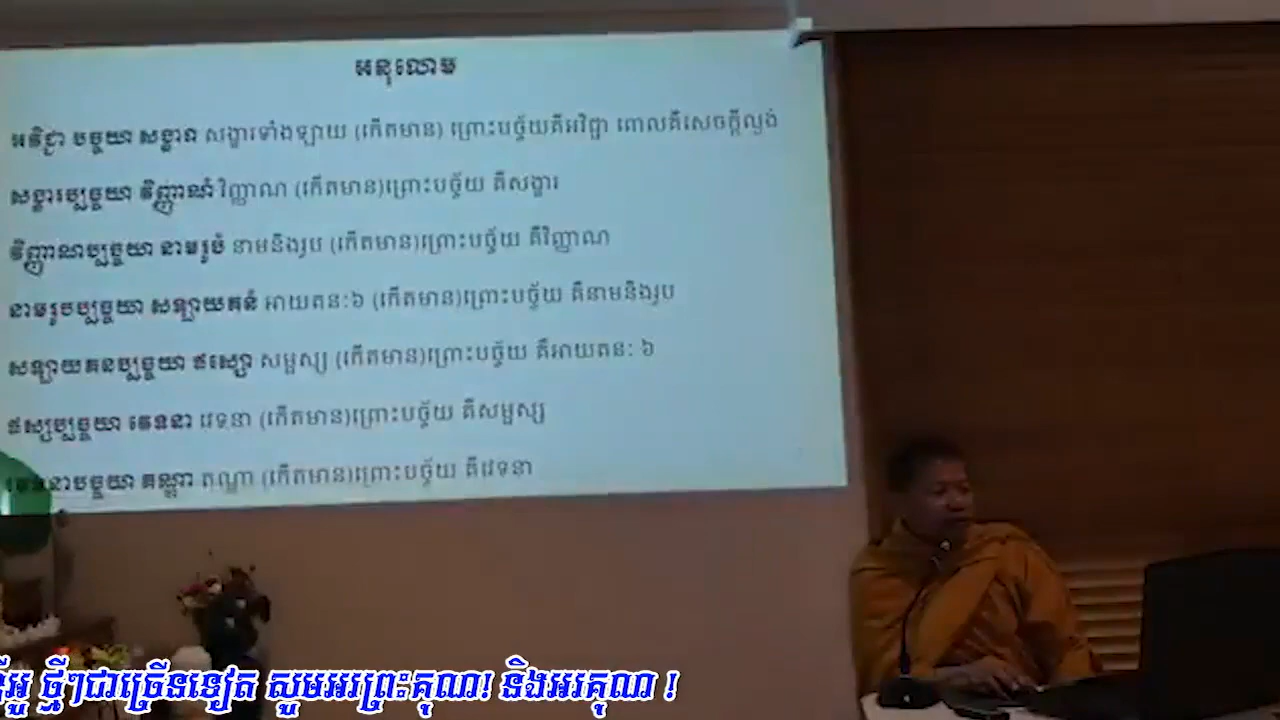 អនុលោម
អវិជ្ជា បច្ចយា សង្ខារា សង្ខារទាំងឡាយ (កើតមាន) ព្រោះបច្ច័យគឺអវិជ្ជា ពោលគឺសេចក្តីល្ងង់
សង្ខារប្បច្ចយា វិញ្ញាណំ វិញ្ញាណ (កើតមាន)ព្រោះបច្ច័យ គឺសង្ខារ
វិញ្ញាណប្បច្ចយា នាមរូបំ នាមនិងរូប (កើតមាន)ព្រោះបច្ច័យ គឺវិញ្ញាណ
នាមរូបប្បច្ចយា សឡាយតនំ អាយតនៈ៦ (កើតមាន)ព្រោះបច្ច័យ គឺនាមនិងរូប
សឡាយតនប្បច្ចយា ផស្សោ សម្ផស្ស (កើតមាន)ព្រោះបច្ច័យ គឺអាយតនៈ ៦
ផស្សប្បច្ចយា វេទនា វេទនា (កើតមាន)ព្រោះបច្ច័យ គឺសម្ផស្ស
វេទនាបច្ចយា តណ្ហា តណ្ហា (កើតមាន)ព្រោះបច្ច័យ គឺវេទនា
ថ្មីៗជាច្រើនទៀត សូមអរព្រះគុណ! និងអរគុណ !